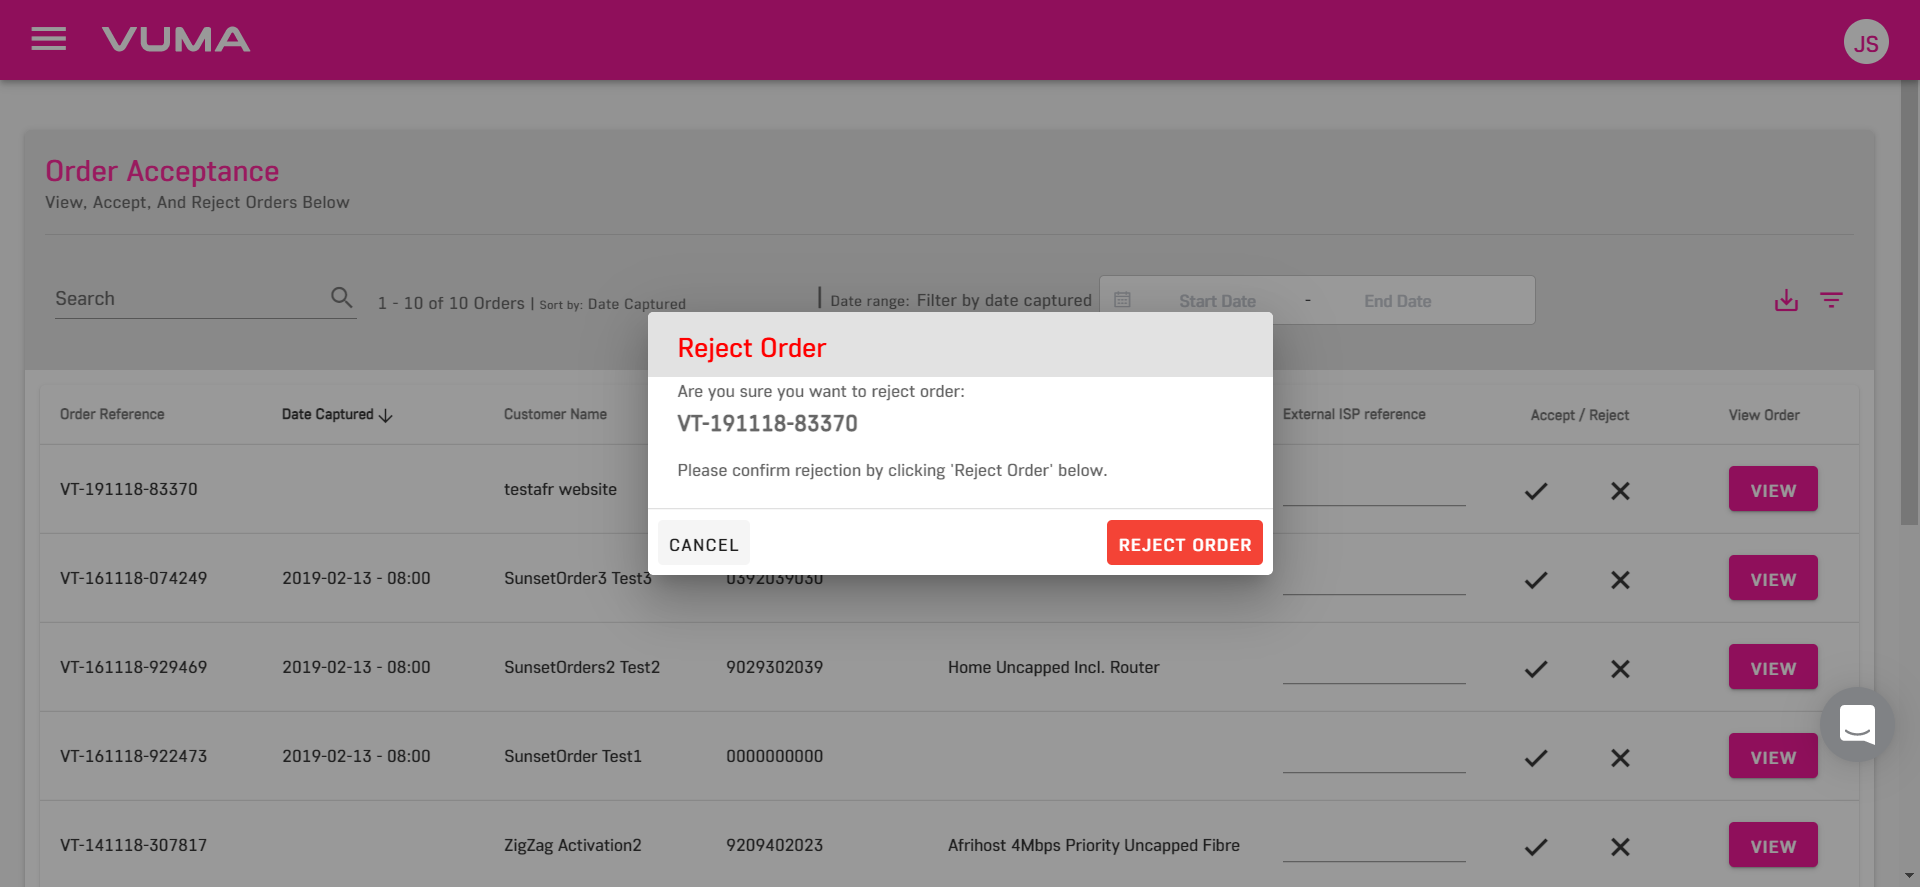 VUMA
JS
Order Acceptance
View, Accept, And Reject Orders Below
Search
1 - 10 of 10 Orders | Sort by: Date Captured
Date range: Filter by date captured
Start Date - End Date
Reject Order
Are you sure you want to reject order:
VT-191118-83370
Please confirm rejection by clicking 'Reject Order' below.
CANCEL
REJECT ORDER
Order Reference Date Captured Customer Name External ISP reference Accept / Reject View Order
VT-191118-83370 testafr website VIEW
VT-161118-074249 2019-02-13 - 08:00 SunsetOrder3 Test3 0392039030 VIEW
VT-161118-929469 2019-02-13 - 08:00 SunsetOrders2 Test2 9029302039 Home Uncapped Incl. Router VIEW
VT-161118-922473 2019-02-13 - 08:00 SunsetOrder Test1 0000000000 VIEW
VT-141118-307817 ZigZag Activation2 9209402023 Afrihost 4Mbps Priority Uncapped Fibre VIEW